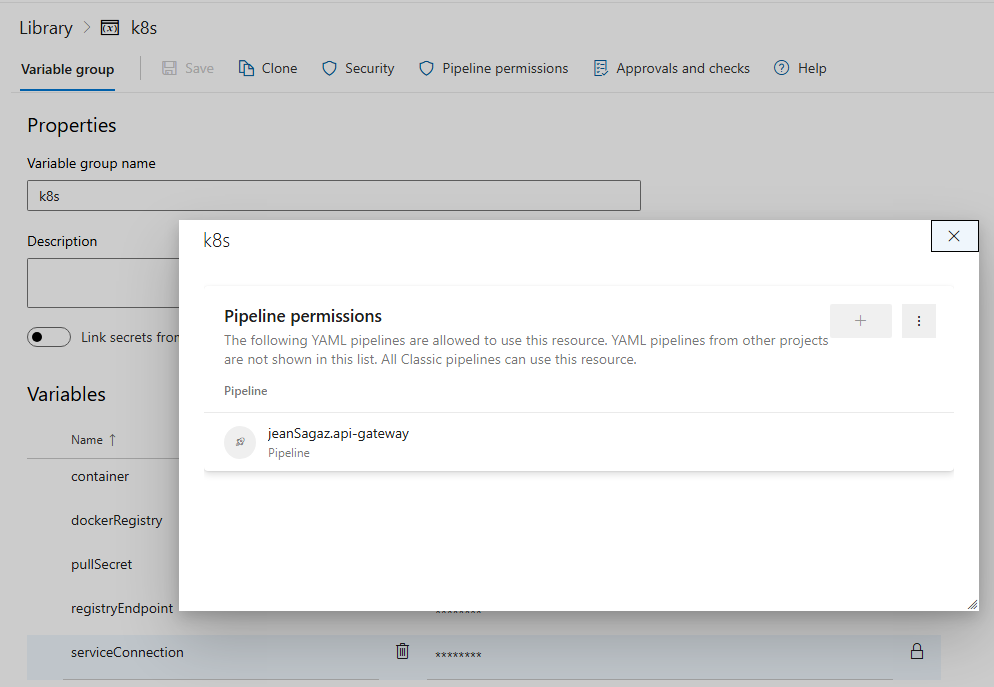 Library > k8s
Variable group Save Clone Security Pipeline permissions Approvals and checks Help
Properties
Variable group name
k8s
Description
Link secrets fro
Variables
Name ↑
container
dockerRegistry
pullSecret
registryEndpoint ********
serviceConnection ********
k8s
Pipeline permissions
The following YAML pipelines are allowed to use this resource. YAML pipelines from other projects
are not shown in this list. All Classic pipelines can use this resource.
Pipeline
jeanSagaz.api-gateway
Pipeline